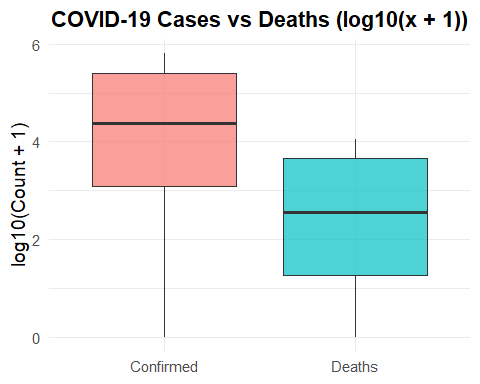 COVID-19 Cases vs Deaths (log10(x + 1))
log10(Count + 1)
6
4
2
0
Confirmed Deaths